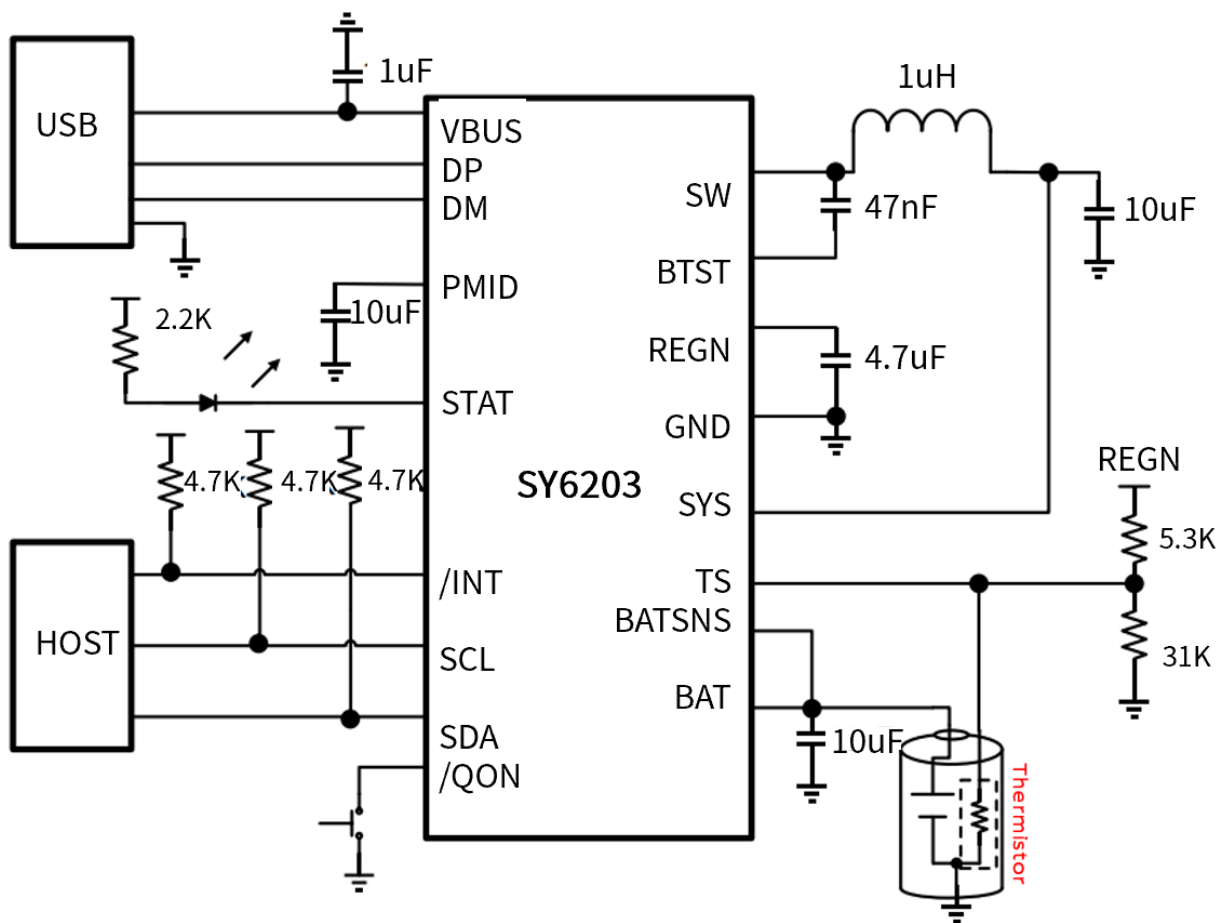 1uF
USB
VBUS
DP
DM
1uH
SW
47nF
10uF
BTST
PMID
10uF
2.2K
REGN
4.7uF
STAT
GND
4.7K
4.7K
4.7K
SY6203
SYS
REGN
5.3K
/INT
TS
HOST
BATSNS
SCL
31K
BAT
SDA
10uF
/QON
Thermistor